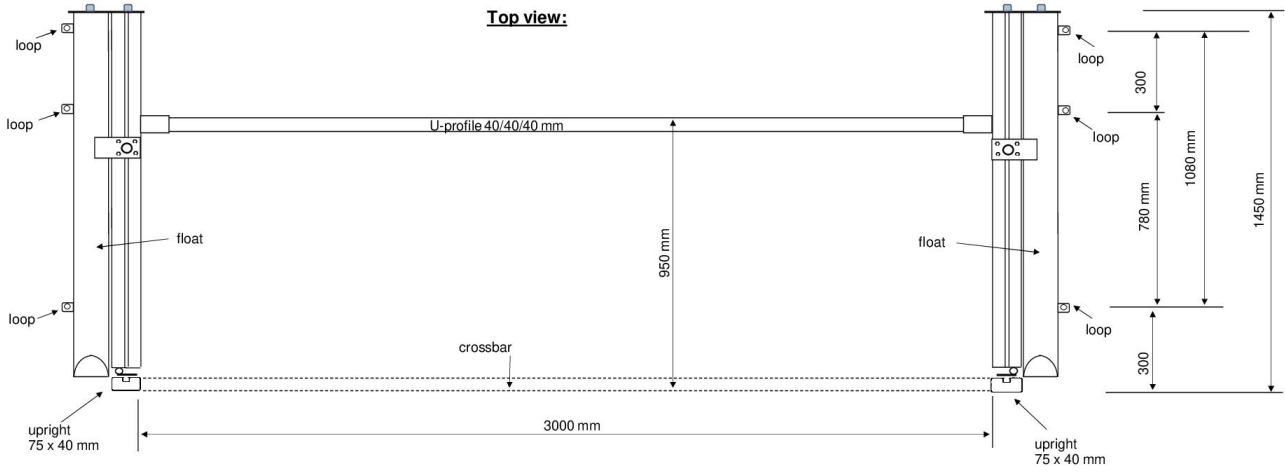 Top view:
loop
loop
loop
loop
300
U-profile 40/40/40 mm
1080 mm
1450 mm
780 mm
950 mm
float
float
loop
loop
300
crossbar
3000 mm
upright
75 x 40 mm
upright
75 x 40 mm